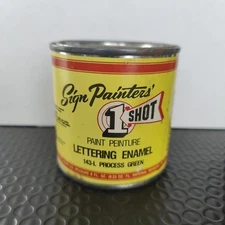 Sign Painters'
1 SHOT
PAINT PEINTURE
LETTERING ENAMEL
143-L PROCESS GREEN